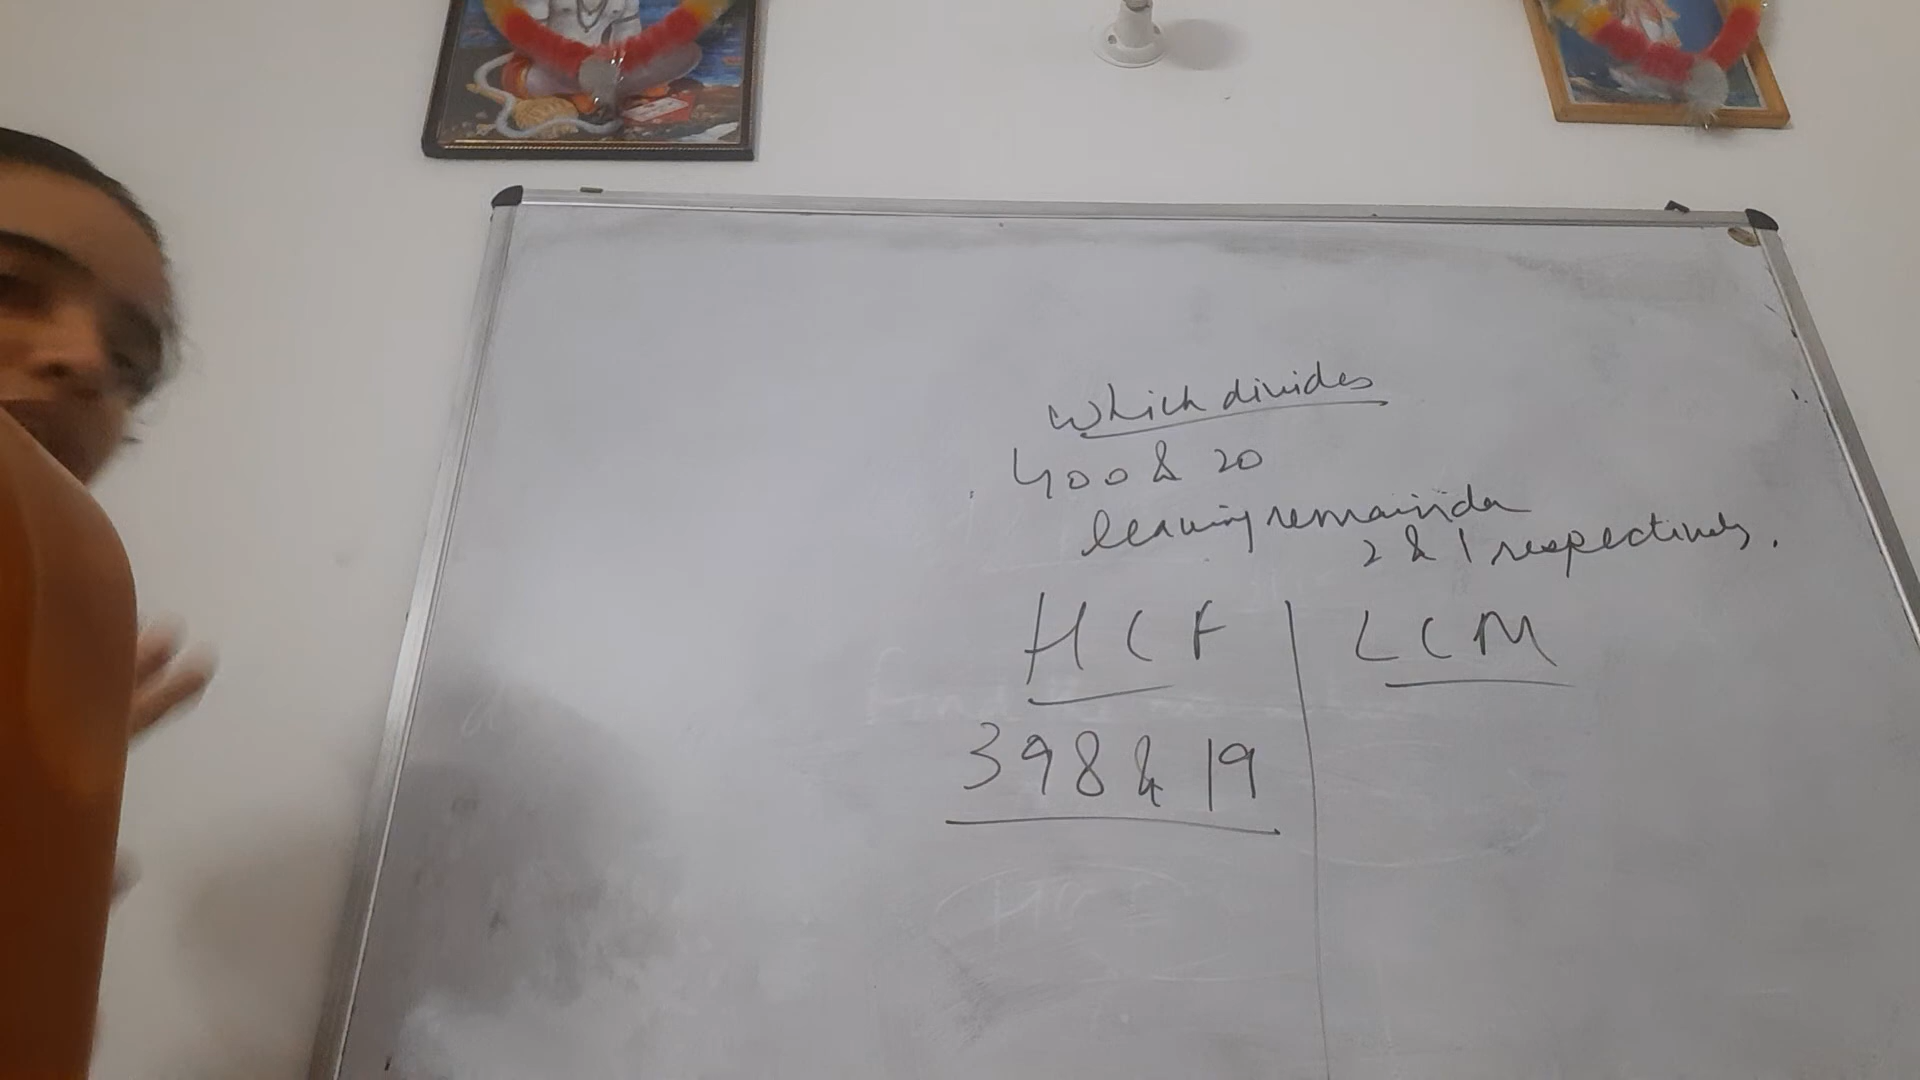 which divides
400 & 20
leaving remainder
2 & 1 respectively.
HCF | LCM
398 & 19